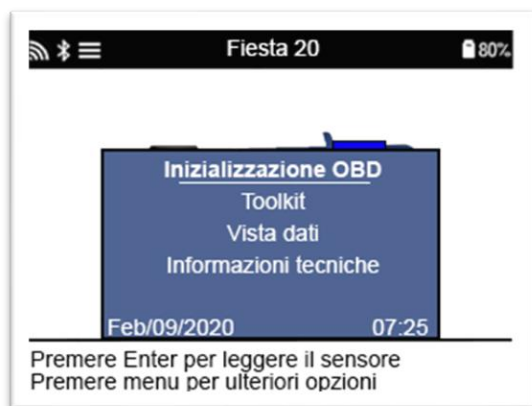 Fiesta 20 80%
Inizializzazione OBD
Toolkit
Vista dati
Informazioni tecniche
Feb/09/2020 07:25
Premere Enter per leggere il sensore
Premere menu per ulteriori opzioni